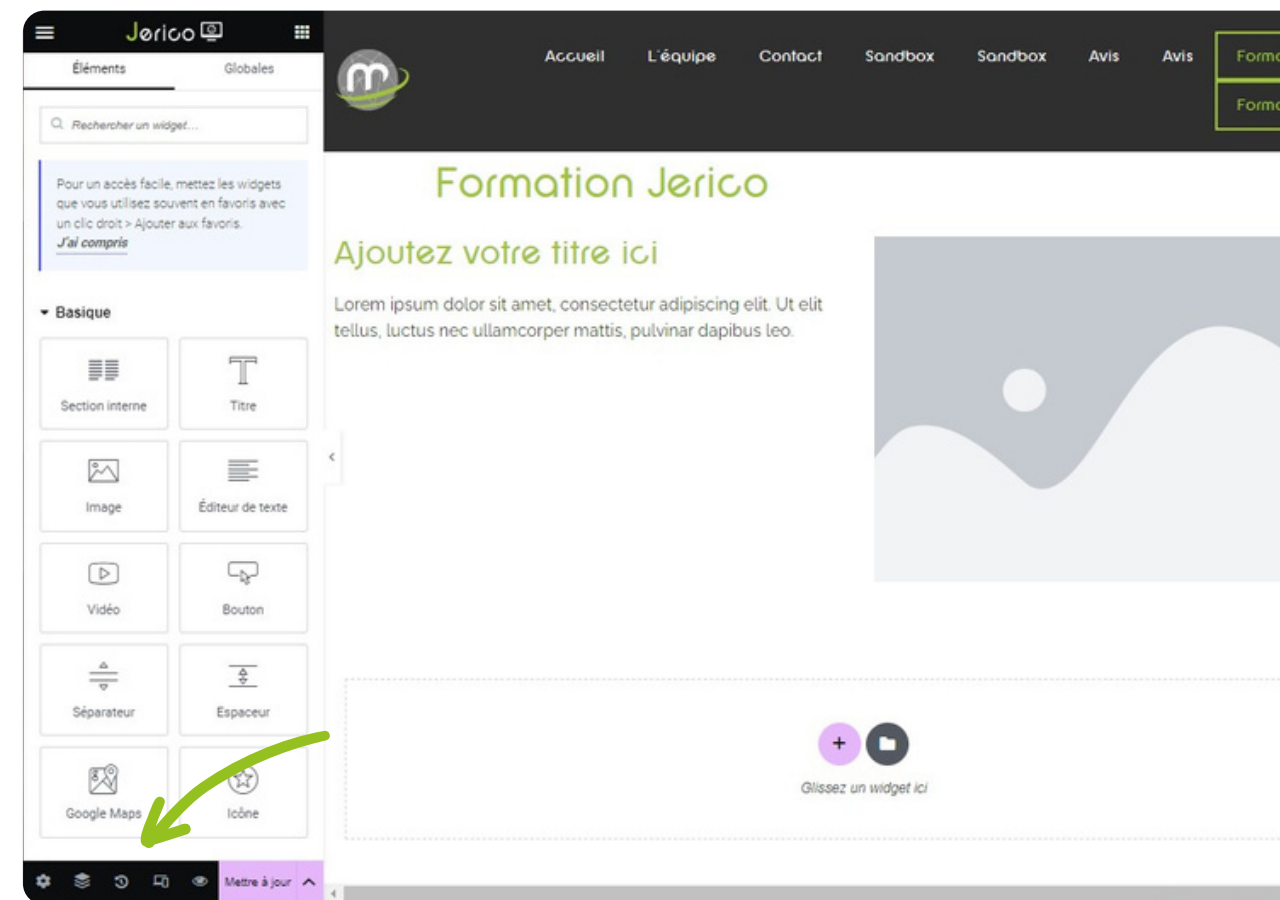 Jerico
Éléments
Globales
Rechercher un widget...
Pour un accès facile, mettez les widgets
que vous utilisez souvent en favoris avec
un clic droit > Ajouter aux favoris.
J'ai compris
Basique
Section interne
Titre
Image
Éditeur de texte
Vidéo
Bouton
Séparateur
Espaceur
Google Maps
Icône
Mettre à jour
m
Accueil
L'équipe
Contact
Sandbox
Sandbox
Avis
Avis
Forma
Forma
Formation Jerico
Ajoutez votre titre ici
Lorem ipsum dolor sit amet, consectetur adipiscing elit. Ut elit
tellus, luctus nec ullamcorper mattis, pulvinar dapibus leo.
Glissez un widget ici